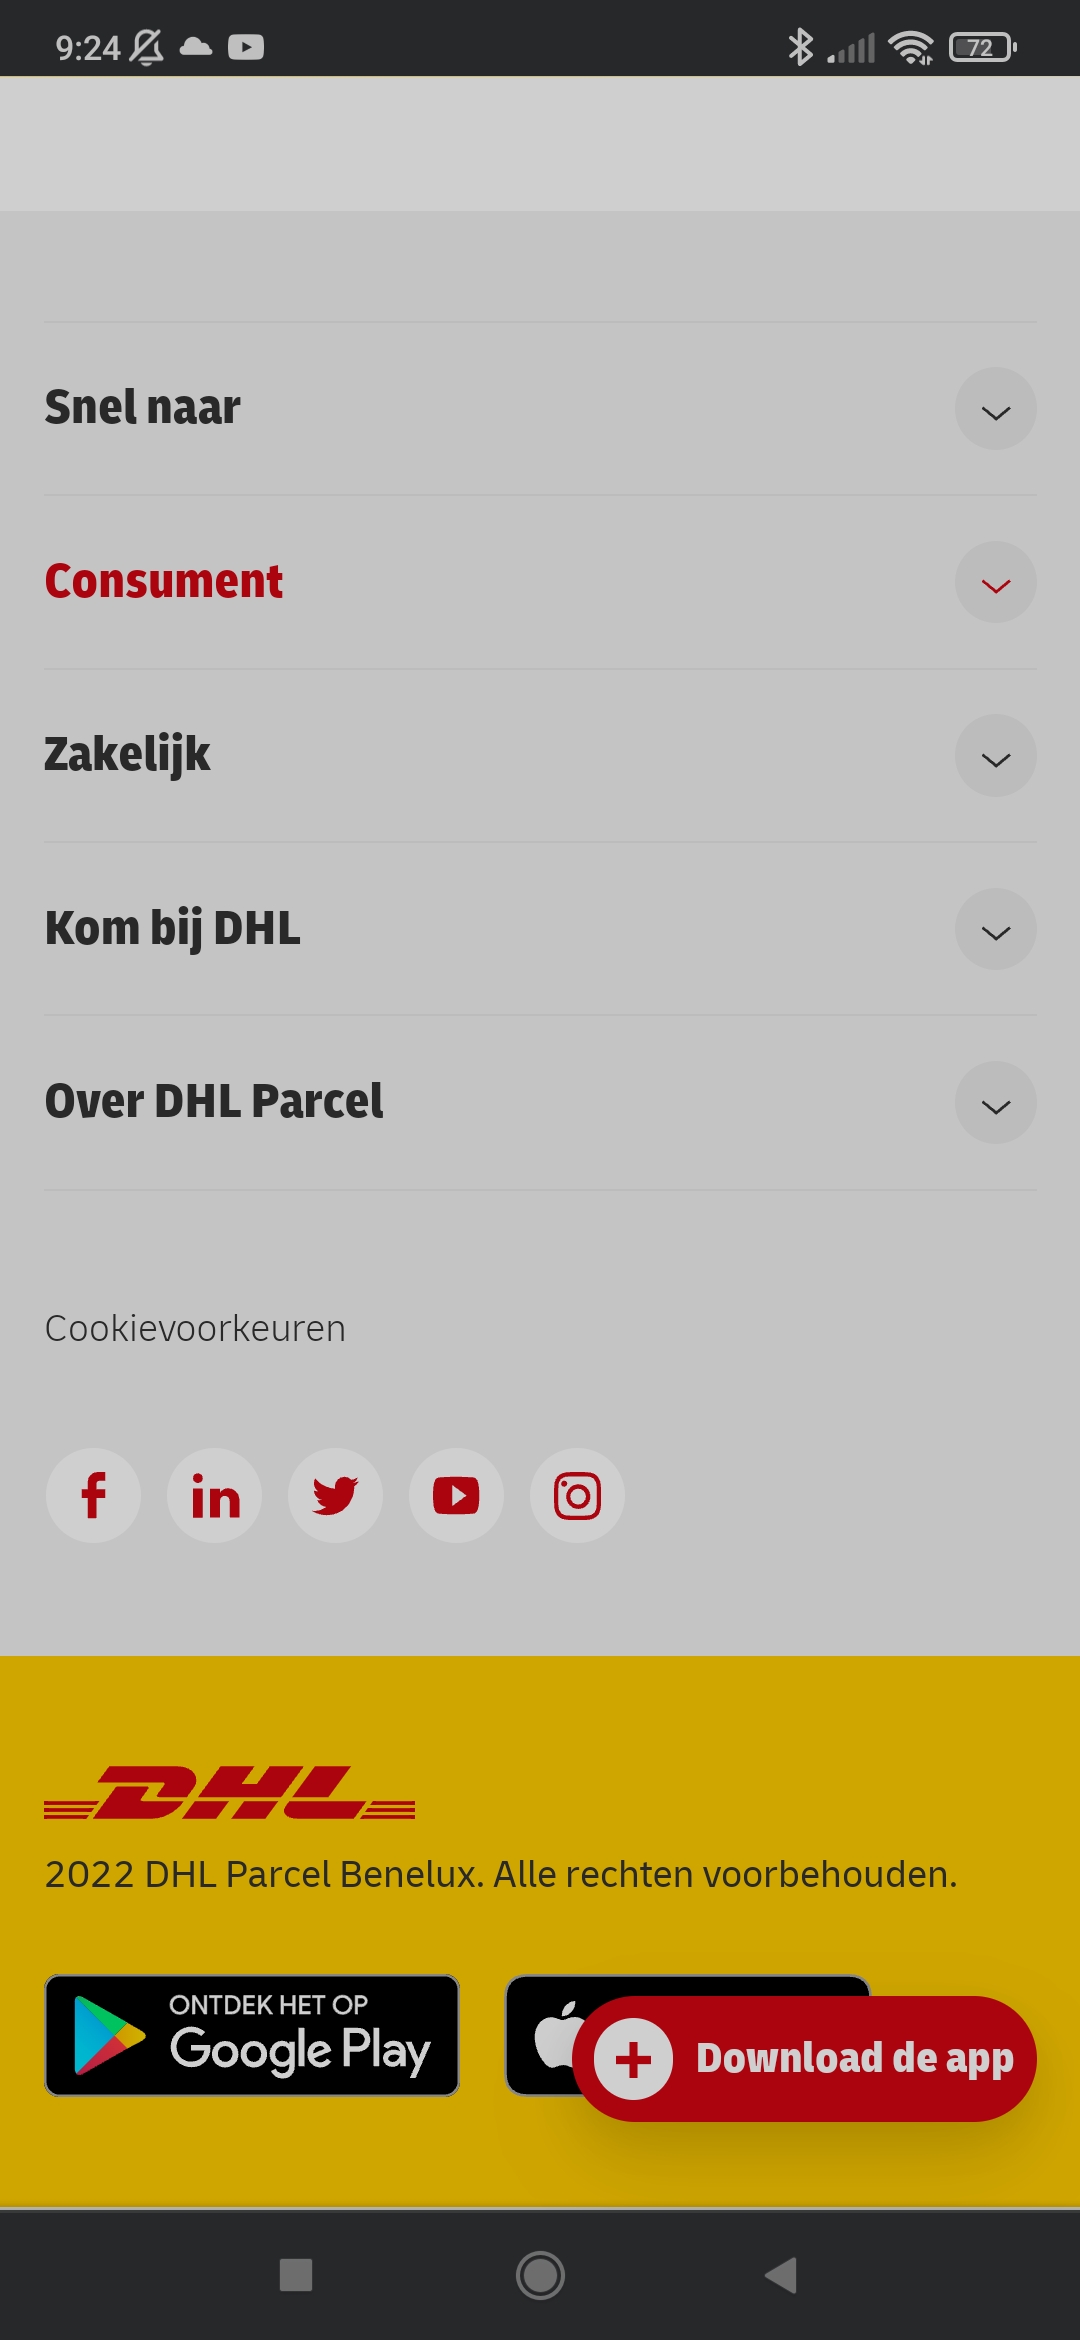 9:24
72
Snel naar
Consument
Zakelijk
Kom bij DHL
Over DHL Parcel
Cookievoorkeuren
DHL
2022 DHL Parcel Benelux. Alle rechten voorbehouden.
ONTDEK HET OP
Google Play
Download de app